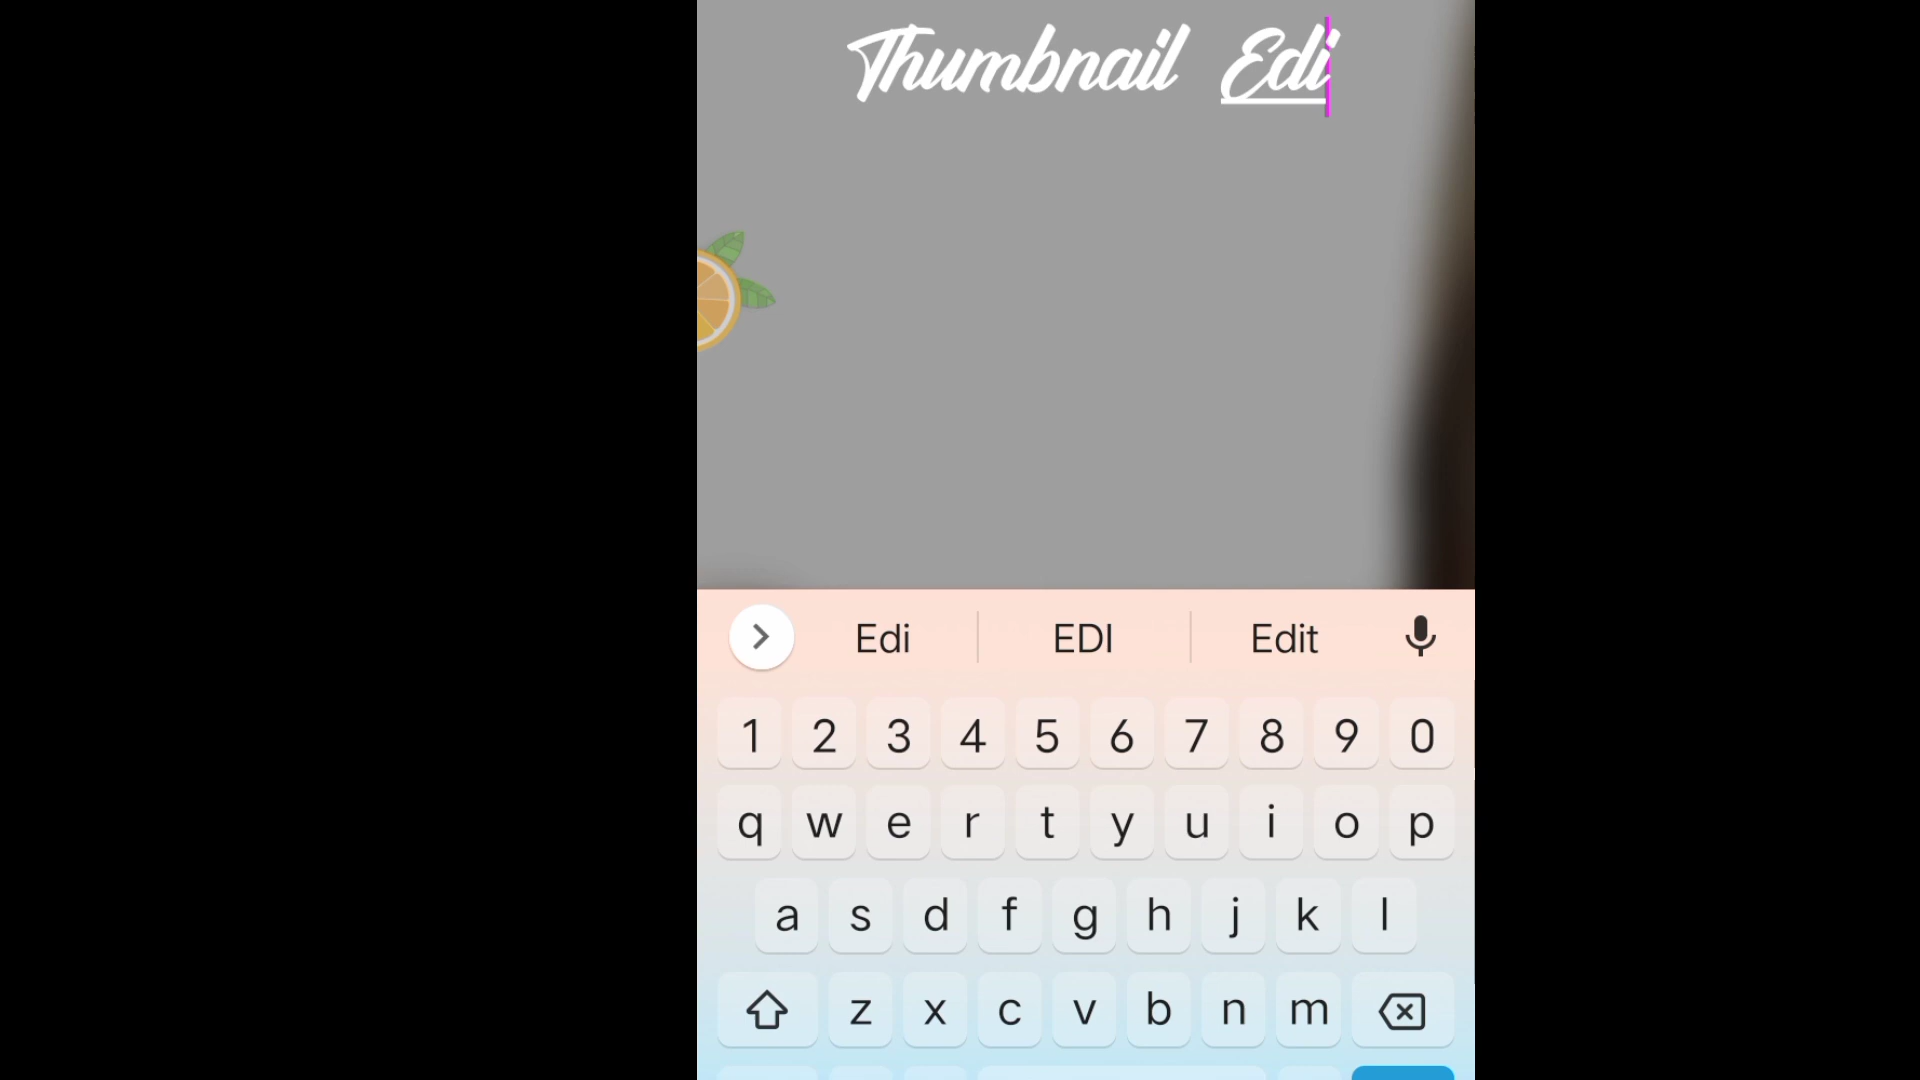 Thumbnail Edi
Edi EDI Edit
1 2 3 4 5 6 7 8 9 0
q w e r t y u i o p
a s d f g h j k l
z x c v b n m